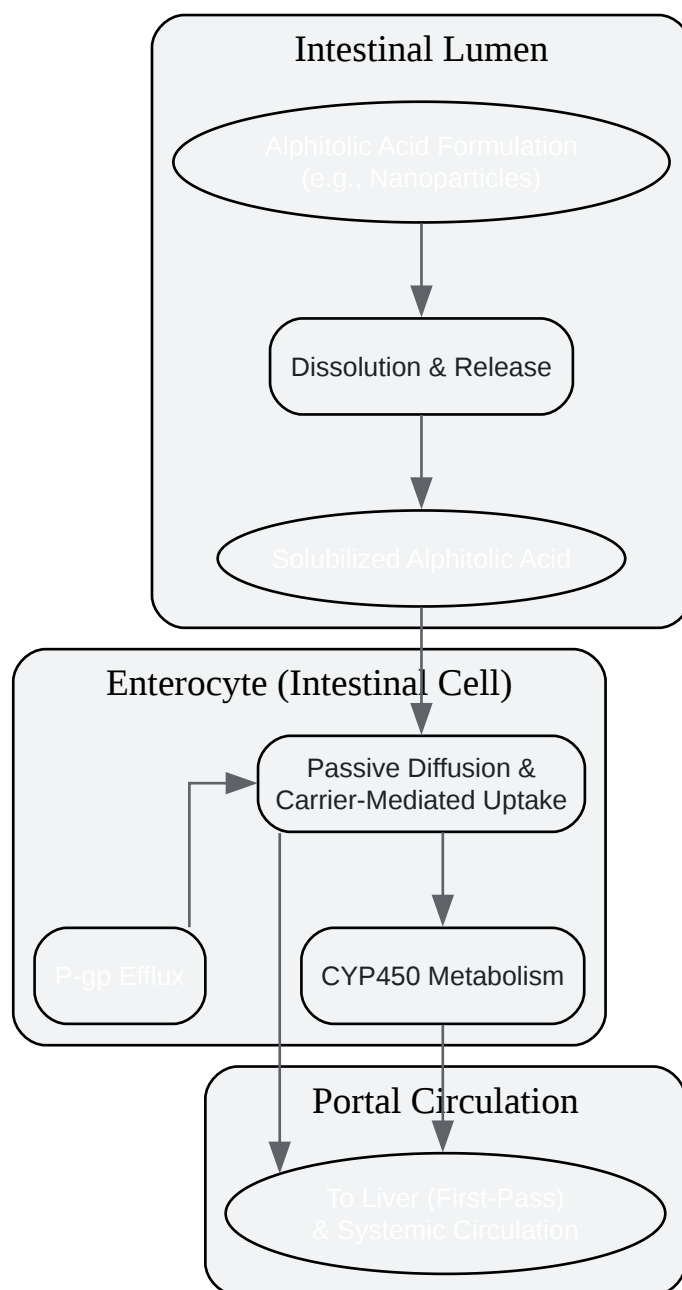 Intestinal Lumen
Alphitolic Acid Formulation
(e.g., Nanoparticles)
Dissolution & Release
Solubilized Alphitolic Acid
Enterocyte (Intestinal Cell)
Passive Diffusion &
Carrier-Mediated Uptake
P-gp Efflux
CYP450 Metabolism
Portal Circulation
To Liver (First-Pass)
& Systemic Circulation